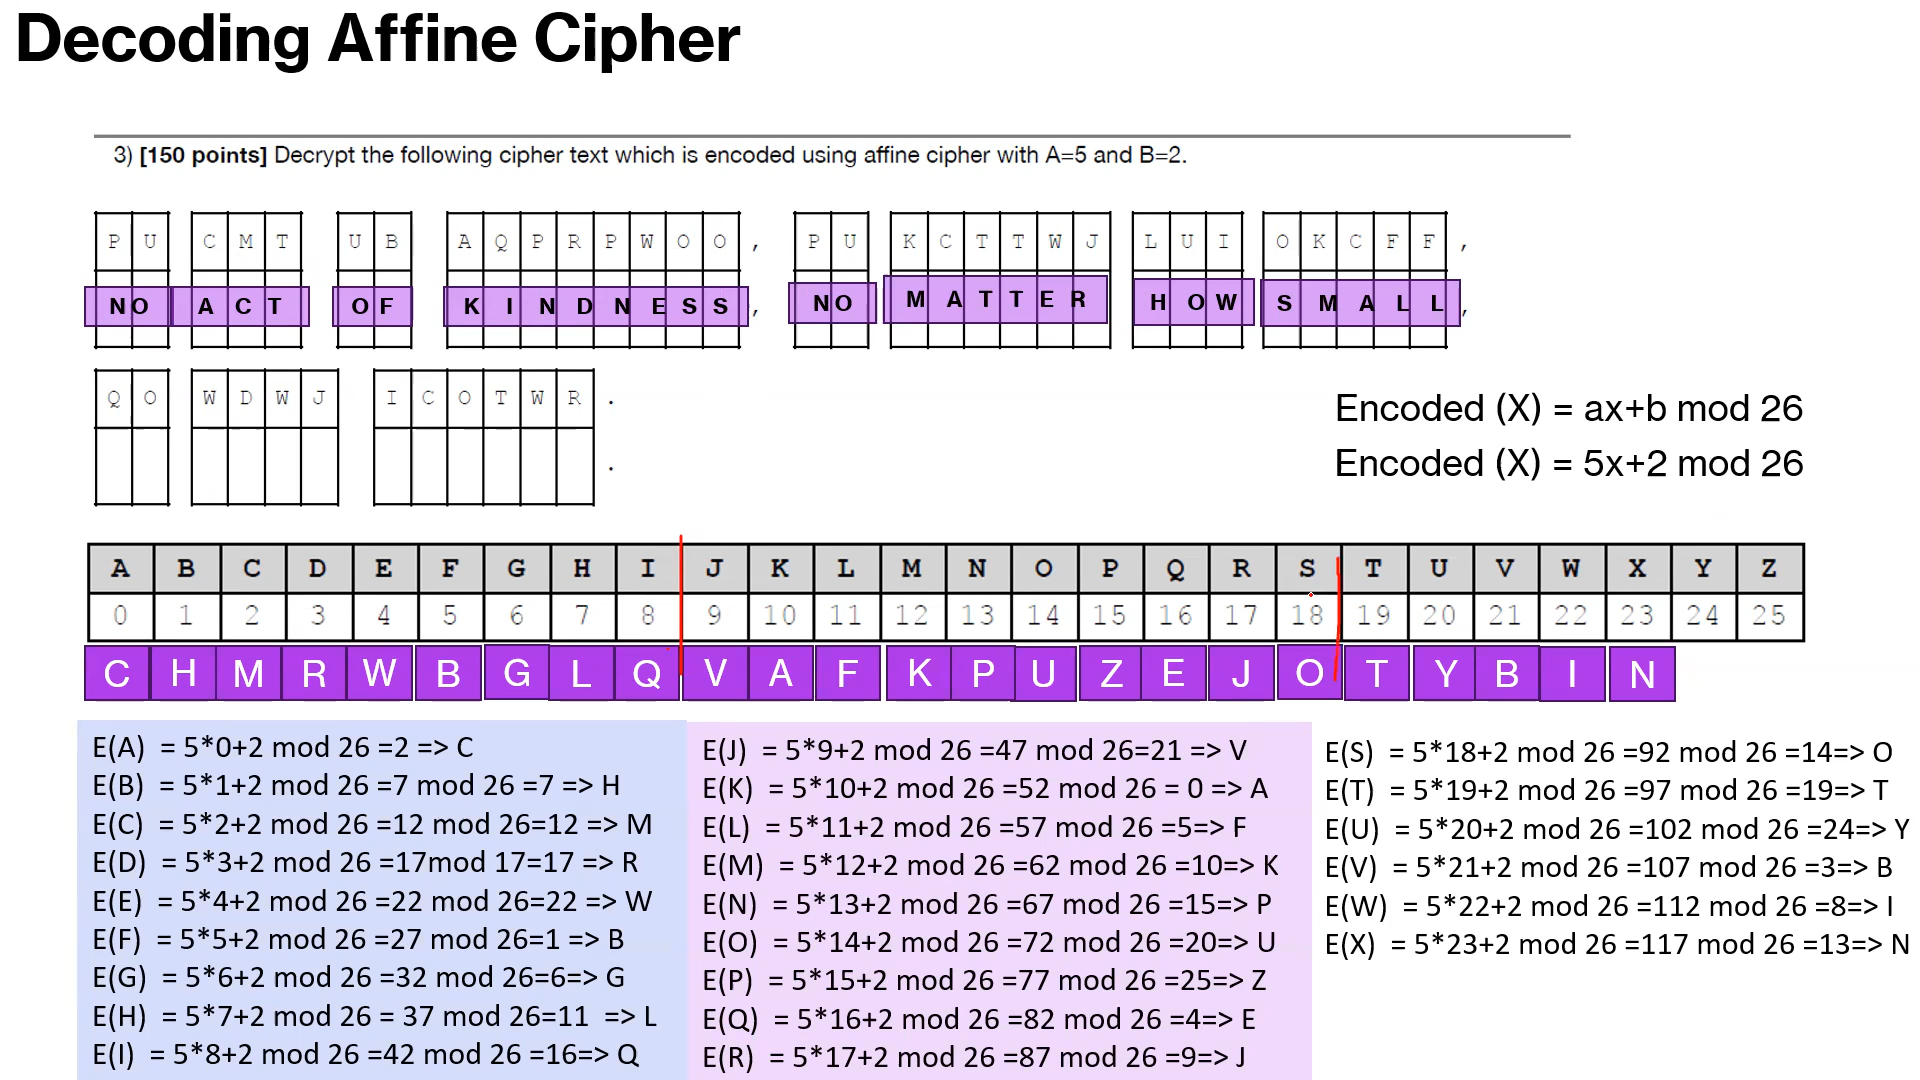 Decoding Affine Cipher
3) [150 points] Decrypt the following cipher text which is encoded using affine cipher with A=5 and B=2.
P U C M T U B A Q P R P W O O , P U K C T T W J L U I O K C F F ,
NO A C T O F K I N D N E S S , NO M A T T E R H O W S M A L L ,
Q O W D W J I C O T W R .
.
Encoded (X) = ax+b mod 26
Encoded (X) = 5x+2 mod 26
A B C D E F G H I J K L M N O P Q R S T U V W X Y Z
0 1 2 3 4 5 6 7 8 9 10 11 12 13 14 15 16 17 18 19 20 21 22 23 24 25
C H M R W B G L Q V A F K P U Z E J O T Y B I N
E(A) = 5*0+2 mod 26 =2 => C
E(B) = 5*1+2 mod 26 =7 mod 26 =7 => H
E(C) = 5*2+2 mod 26 =12 mod 26=12 => M
E(D) = 5*3+2 mod 26 =17mod 17=17 => R
E(E) = 5*4+2 mod 26 =22 mod 26=22 => W
E(F) = 5*5+2 mod 26 =27 mod 26=1 => B
E(G) = 5*6+2 mod 26 =32 mod 26=6=> G
E(H) = 5*7+2 mod 26 = 37 mod 26=11 => L
E(I) = 5*8+2 mod 26 =42 mod 26 =16=> Q
E(J) = 5*9+2 mod 26 =47 mod 26=21 => V
E(K) = 5*10+2 mod 26 =52 mod 26 = 0 => A
E(L) = 5*11+2 mod 26 =57 mod 26 =5=> F
E(M) = 5*12+2 mod 26 =62 mod 26 =10=> K
E(N) = 5*13+2 mod 26 =67 mod 26 =15=> P
E(O) = 5*14+2 mod 26 =72 mod 26 =20=> U
E(P) = 5*15+2 mod 26 =77 mod 26 =25=> Z
E(Q) = 5*16+2 mod 26 =82 mod 26 =4=> E
E(R) = 5*17+2 mod 26 =87 mod 26 =9=> J
E(S) = 5*18+2 mod 26 =92 mod 26 =14=> O
E(T) = 5*19+2 mod 26 =97 mod 26 =19=> T
E(U) = 5*20+2 mod 26 =102 mod 26 =24=> Y
E(V) = 5*21+2 mod 26 =107 mod 26 =3=> B
E(W) = 5*22+2 mod 26 =112 mod 26 =8=> I
E(X) = 5*23+2 mod 26 =117 mod 26 =13=> N